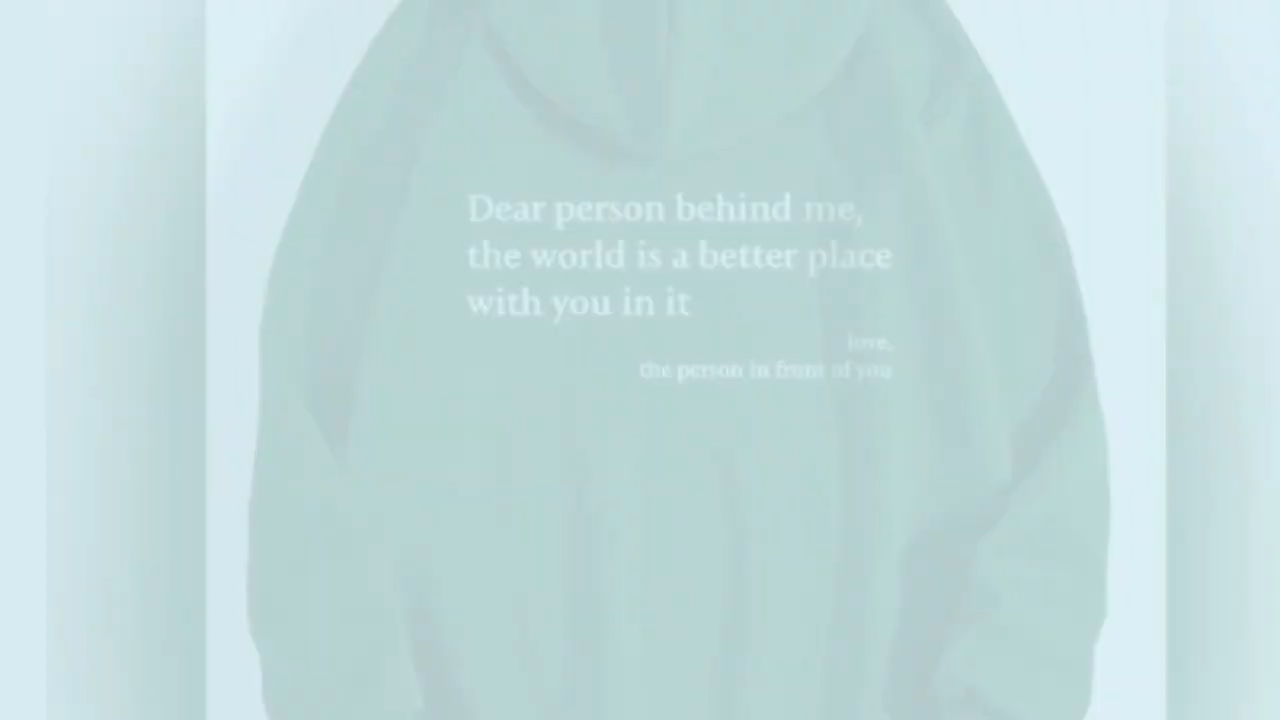 Dear person behind me,
the world is a better place
with you in it
love,
the person in front of you